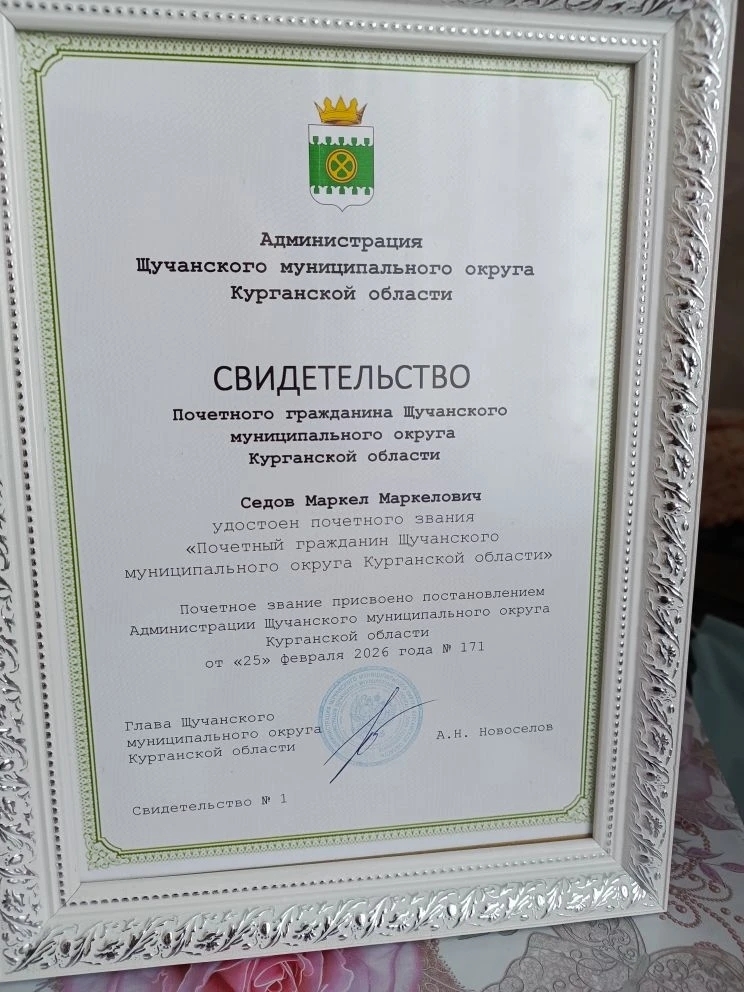 Администрация
Щучанского муниципального округа
Курганской области
СВИДЕТЕЛЬСТВО
Почетного гражданина Щучанского
муниципального округа
Курганской области
Седов Маркел Маркелович
удостоен почетного звания
«Почетный гражданин Щучанского
муниципального округа Курганской области»
Почетное звание присвоено постановлением
Администрации Щучанского муниципального округа
Курганской области
от «25» февраля 2026 года № 171
Глава Щучанского
муниципального округа
Курганской области
А.Н. Новоселов
Свидетельство № 1